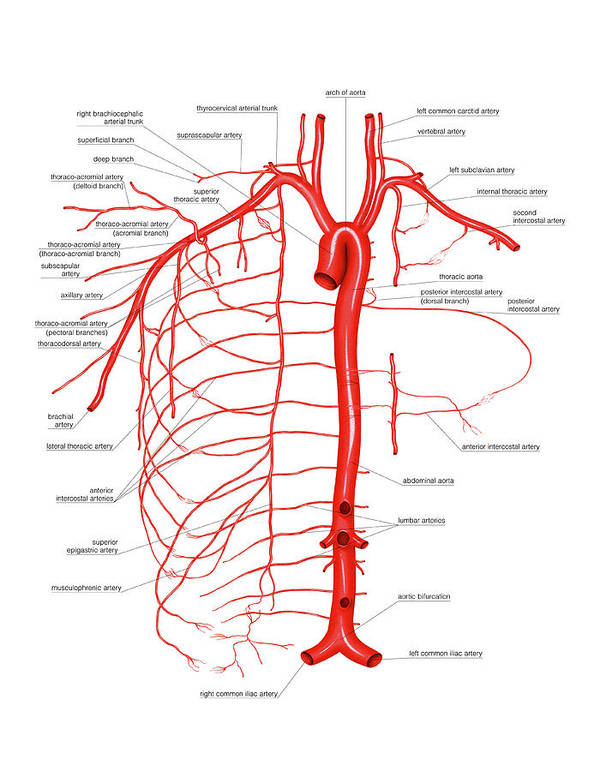 arch of aorta
thyrocervical arterial trunk
left common carotid artery
right brachiocephalic
arterial trunk
suprascapular artery
vertebral artery
superficial branch
deep branch
left subclavian artery
thoraco-acromial artery
(deltoid branch)
superior
thoracic artery
internal thoracic artery
thoraco-acromial artery
(acromial branch)
second
intercostal artery
thoraco-acromial artery
(thoraco-acromial branch)
subscapular
artery
thoracic aorta
axillary artery
posterior intercostal artery
(dorsal branch)
posterior
intercostal artery
thoraco-acromial artery
(pectoral branches)
thoracodorsal artery
brachial
artery
lateral thoracic artery
anterior intercostal artery
anterior
intercostal arteries
abdominal aorta
lumbar arteries
superior
epigastric artery
musculophrenic artery
aortic bifurcation
left common iliac artery
right common iliac artery